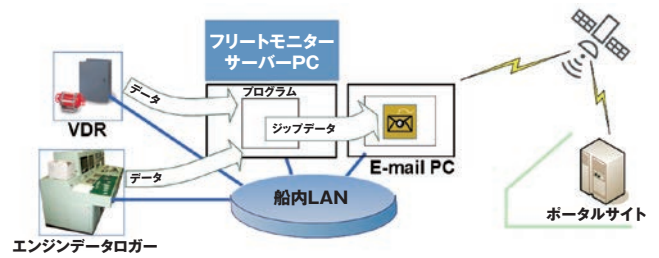 フリートモニター
サーバーPC
データ
プログラム
VDR
ジップデータ
E-mail PC
データ
船内LAN
ポータルサイト
エンジンデータロガー